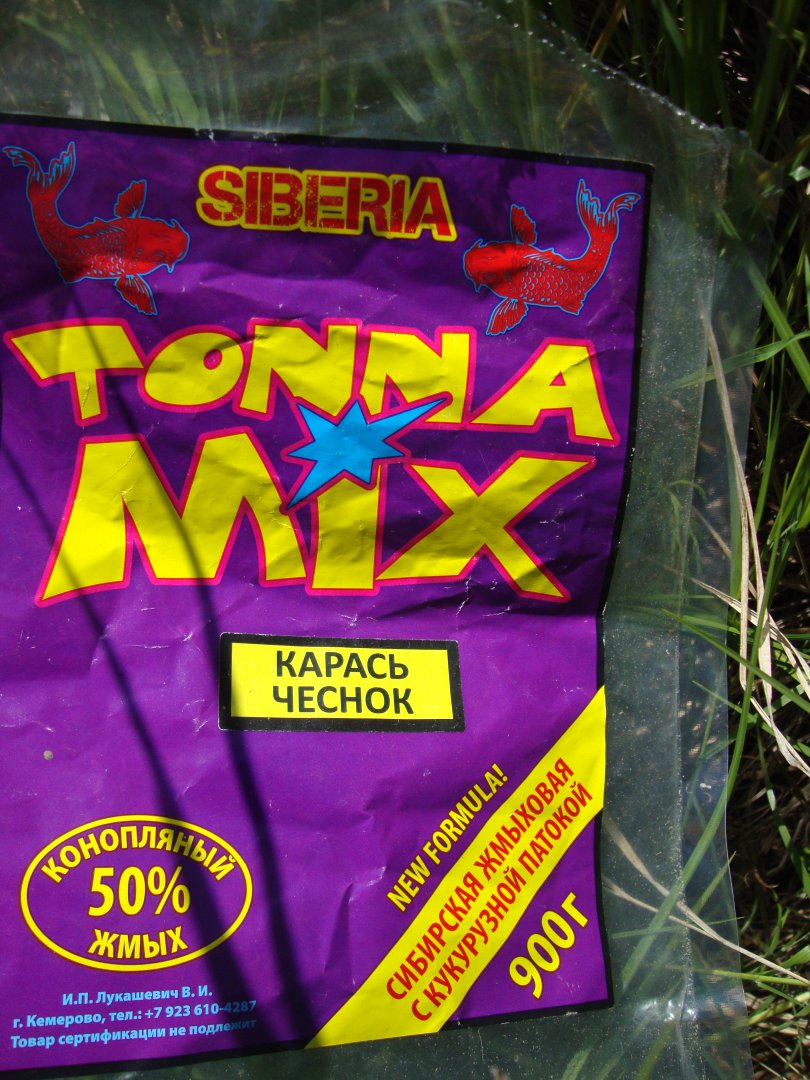 SIBERIA
TONNA
MIX
КАРАСЬ
ЧЕСНОК
NEW FORMULA!
СИБИРСКАЯ ЖМЫХОВАЯ
С КУКУРУЗНОЙ ПАТОКОЙ
900г
КОНОПЛЯНЫЙ
50%
ЖМЫХ
И.П. Лукашевич В. И.
г. Кемерово, тел.: +7 923 610-4287
Товар сертификации не подлежит